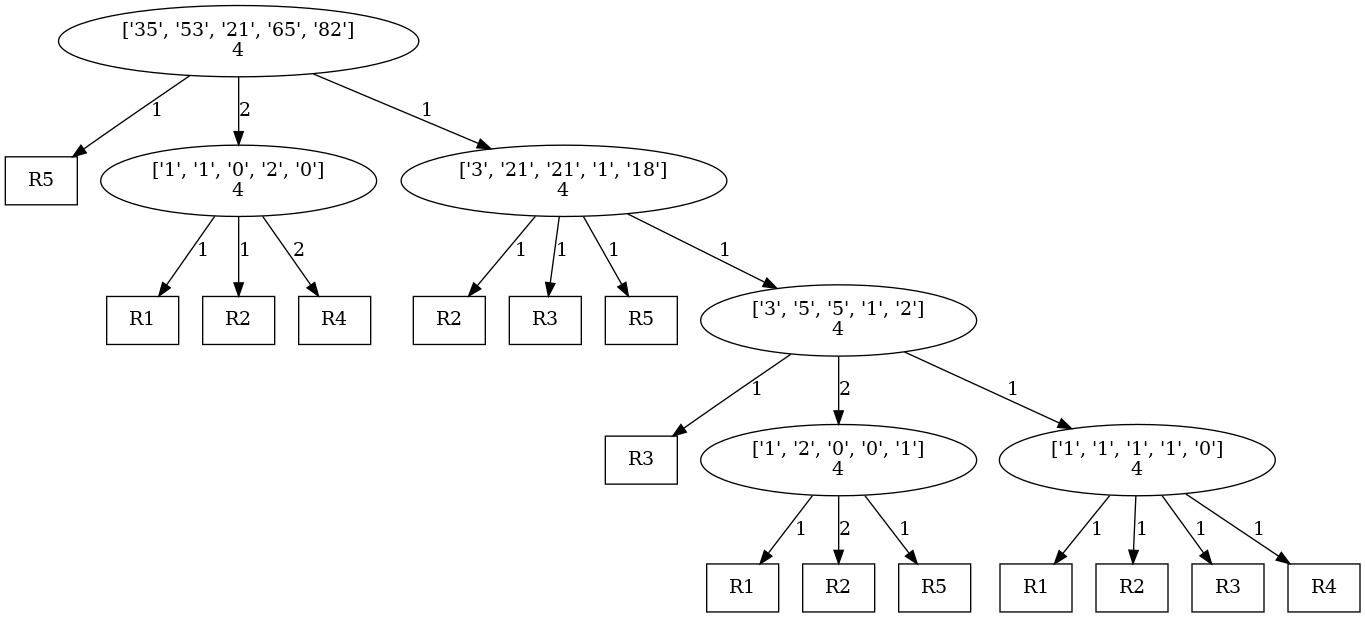 ['35', '53', '21', '65', '82']
4
1
2
1
R5
['1', '1', '0', '2', '0']
4
['3', '21', '21', '1', '18']
4
1
1
2
1
1
1
1
R1
R2
R4
R2
R3
R5
['3', '5', '5', '1', '2']
4
1
2
1
R3
['1', '2', '0', '0', '1']
4
['1', '1', '1', '1', '0']
4
1
2
1
1
1
1
1
R1
R2
R5
R1
R2
R3
R4